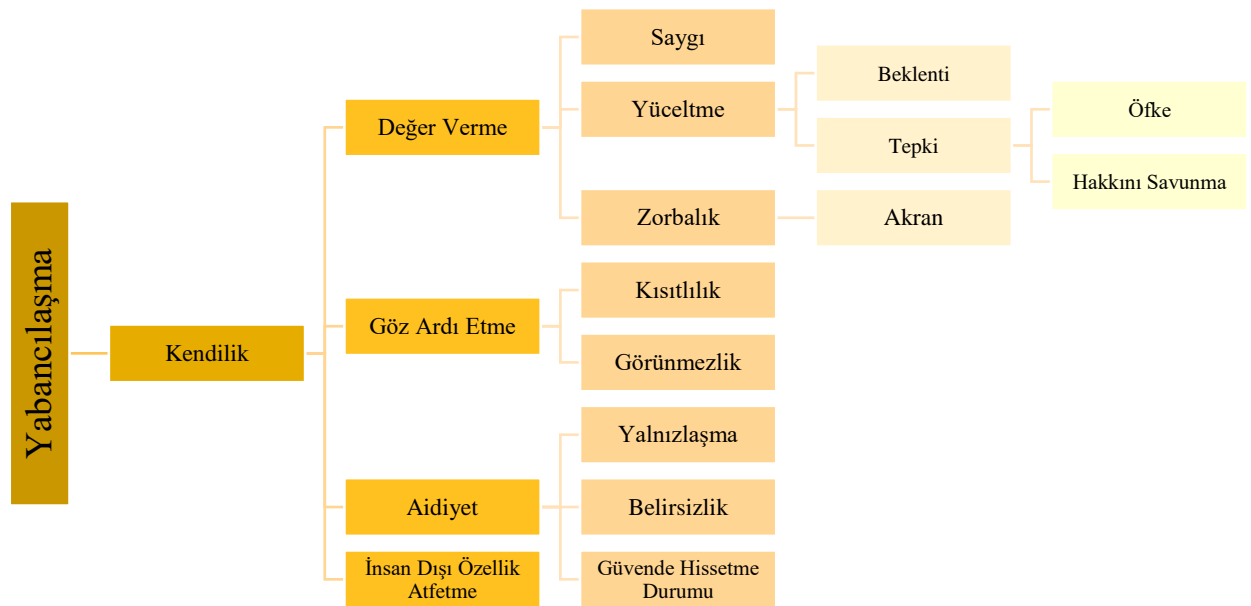 Yabancılaşma
Kendilik
Değer Verme
Saygı
Yüceltme
Beklenti
Tepki
Öfke
Hakkını Savunma
Zorbalık
Akran
Göz Ardı Etme
Kısıtlılık
Görünmezlik
Aidiyet
Yalnızlaşma
Belirsizlik
Güvende Hissetme
Durumu
İnsan Dışı Özellik
Atfetme